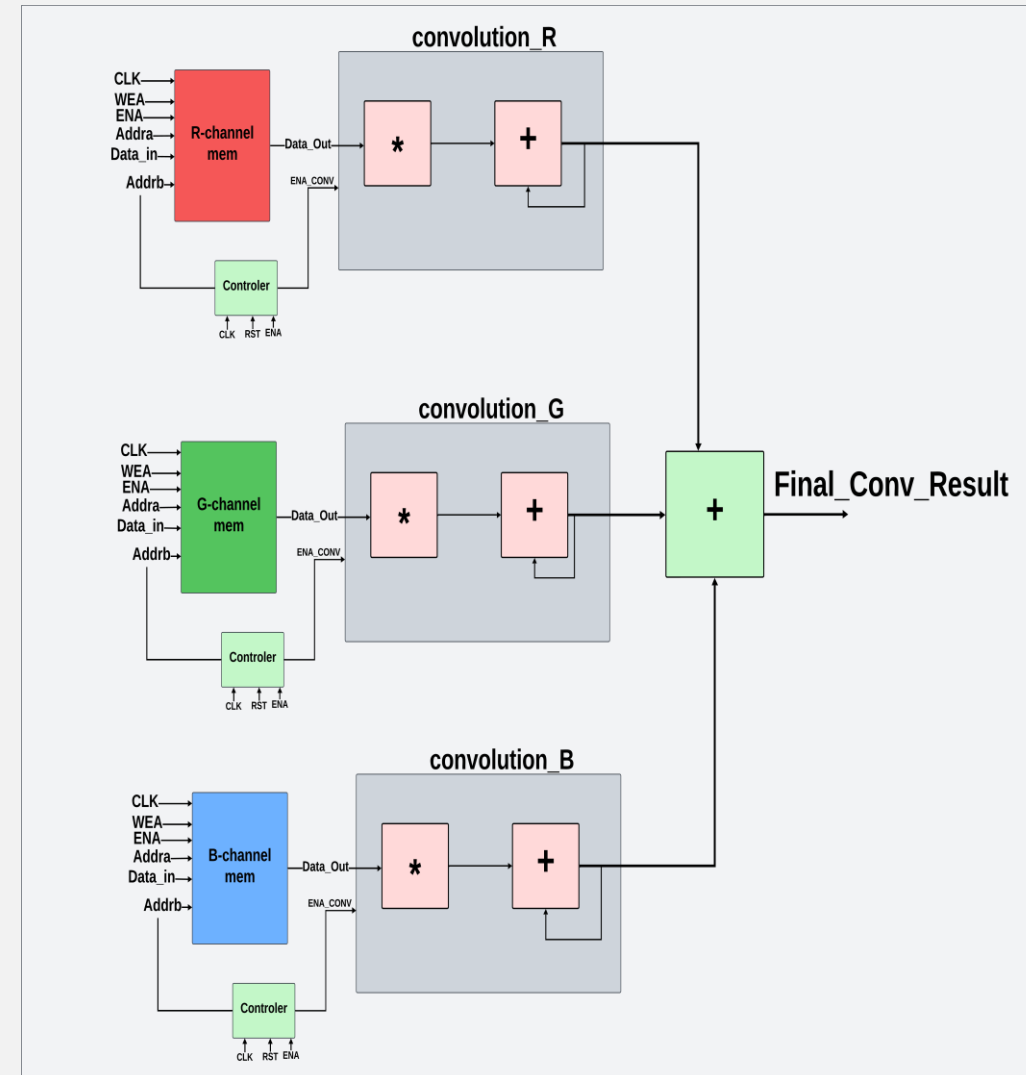 convolution_R
CLK
WEA
ENA
Addra
Data_in
Addrb
R-channel
mem
Data_Out
ENA_CONV
*
+
Controler
CLK RST ENA
convolution_G
CLK
WEA
ENA
Addra
Data_in
Addrb
G-channel
mem
Data_Out
ENA_CONV
*
+
+
Final_Conv_Result
Controler
CLK RST ENA
convolution_B
CLK
WEA
ENA
Addra
Data_in
Addrb
B-channel
mem
Data_Out
ENA_CONV
*
+
Controler
CLK RST ENA